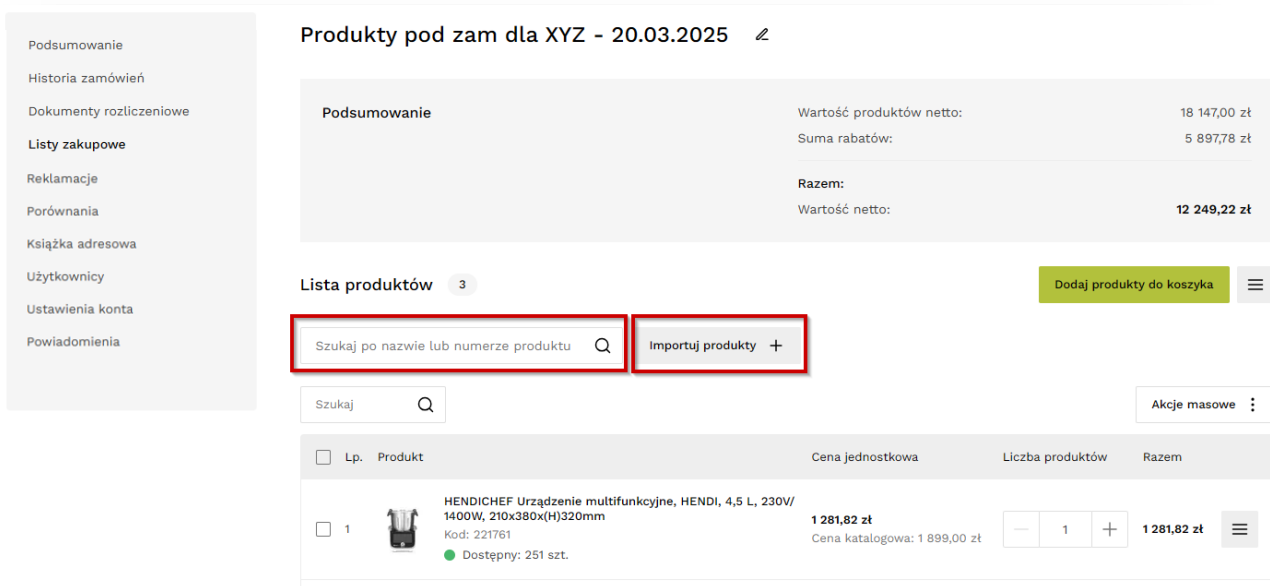 Produkty pod zam dla XYZ - 20.03.2025
Podsumowanie
Historia zamówień
Dokumenty rozliczeniowe
Listy zakupowe
Reklamacje
Porównania
Książka adresowa
Użytkownicy
Ustawienia konta
Powiadomienia
Podsumowanie
Wartość produktów netto: 18 147,00 zł
Suma rabatów: 5 897,78 zł
Razem:
Wartość netto: 12 249,22 zł
Lista produktów 3
Dodaj produkty do koszyka
Szukaj po nazwie lub numerze produktu
Importuj produkty +
Szukaj
Akcje masowe
Lp. Produkt Cena jednostkowa Liczba produktów Razem
1
HENDICHEF Urządzenie multifunkcyjne, HENDI, 4,5 L, 230V/
1400W, 210x380x(H)320mm
Kod: 221761
Dostępny: 251 szt.
1 281,82 zł
Cena katalogowa: 1 899,00 zł
— 1 +
1 281,82 zł